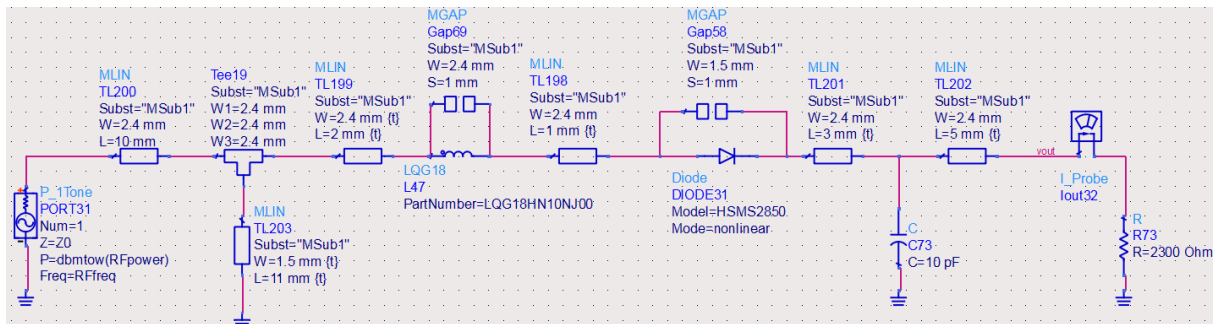 MGAP
Gap69
Subst="MSub1"
W=2.4 mm
S=1 mm
MGAP
Gap58
Subst="MSub1"
W=1.5 mm
S=1 mm
MLIN
TL200
Subst="MSub1"
W=2.4 mm
L=10 mm
Tee19
Subst="MSub1"
W1=2.4 mm
W2=2.4 mm
W3=2.4 mm
MLIN
TL199
Subst="MSub1"
W=2.4 mm {t}
L=2 mm {t}
MLIN
TL198
Subst="MSub1"
W=2.4 mm {t}
L=1 mm {t}
MLIN
TL201
Subst="MSub1"
W=2.4 mm {t}
L=3 mm {t}
MLIN
TL202
Subst="MSub1"
W=2.4 mm {t}
L=5 mm {t}
LQG18
L47
PartNumber=LQG18HN10NJ00
Diode
DIODE31
Model=HSMS2850
Mode=nonlinear
vout
I_Probe
Iout32
P_1Tone
PORT31
Num=1
Z=Z0
P=dbmtow(RFpower)
Freq=RFfreq
MLIN
TL203
Subst="MSub1"
W=1.5 mm {t}
L=11 mm {t}
C
C73
C=10 pF
R
R73
R=2300 Ohm